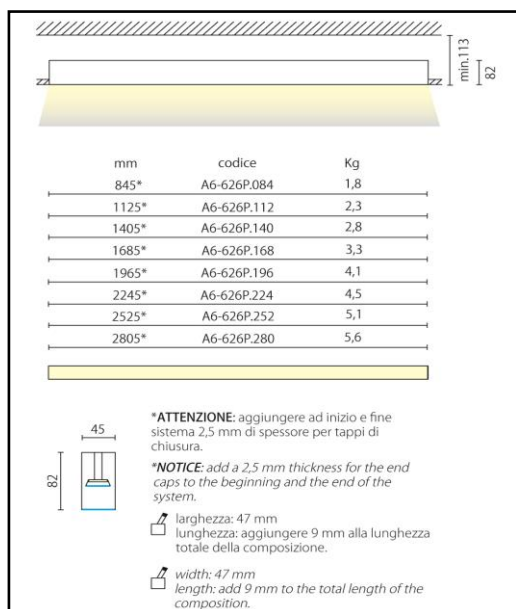 min.113
82
mm codice Kg
845* A6-626P.084 1,8
1125* A6-626P.112 2,3
1405* A6-626P.140 2,8
1685* A6-626P.168 3,3
1965* A6-626P.196 4,1
2245* A6-626P.224 4,5
2525* A6-626P.252 5,1
2805* A6-626P.280 5,6
45
82
*ATTENZIONE: aggiungere ad inizio e fine
sistema 2,5 mm di spessore per tappi di
chiusura.
*NOTICE: add a 2,5 mm thickness for the end
caps to the beginning and the end of the
system.
larghezza: 47 mm
lunghezza: aggiungere 9 mm alla lunghezza
totale della composizione.
width: 47 mm
length: add 9 mm to the total length of the
composition.